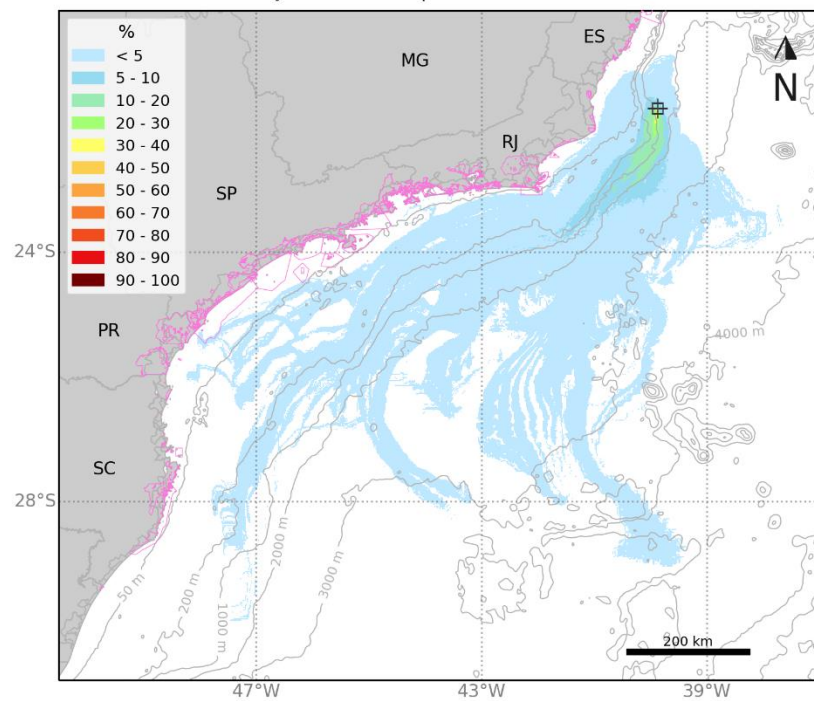 %
< 5
5 - 10
10 - 20
20 - 30
30 - 40
40 - 50
50 - 60
60 - 70
70 - 80
80 - 90
90 - 100
ES
MG
N
RJ
SP
24°S
PR
4000 m
SC
28°S
50 m
200 m
1000 m
2000 m
3000 m
200 km
47°W
43°W
39°W